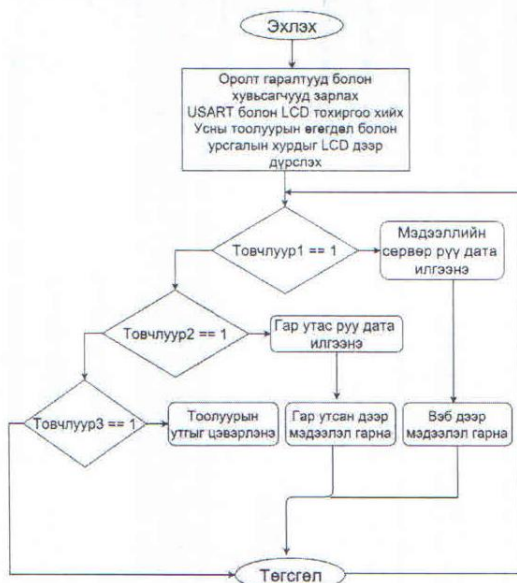 Эхлэх
Оролт гаралтууд болон
хувьсагчууд зарлах
USART болон LCD тохиргоо хийх
Усны тоолуурын өгөгдөл болон
урсгалын хурдыг LCD дээр
дүрслэх
Товчлуур1 == 1
Мэдээллийн
сөрвөр рүү дата
илгээнэ
Товчлуур2 == 1
Гар утас руу дата
илгээнэ
Товчлуур3 == 1
Тоолуурын
утгыг цэвэрлэнэ
Гар утсан дээр
мэдээлэл гарна
Вэб дээр
мэдээлэл гарна
Төгсгөл